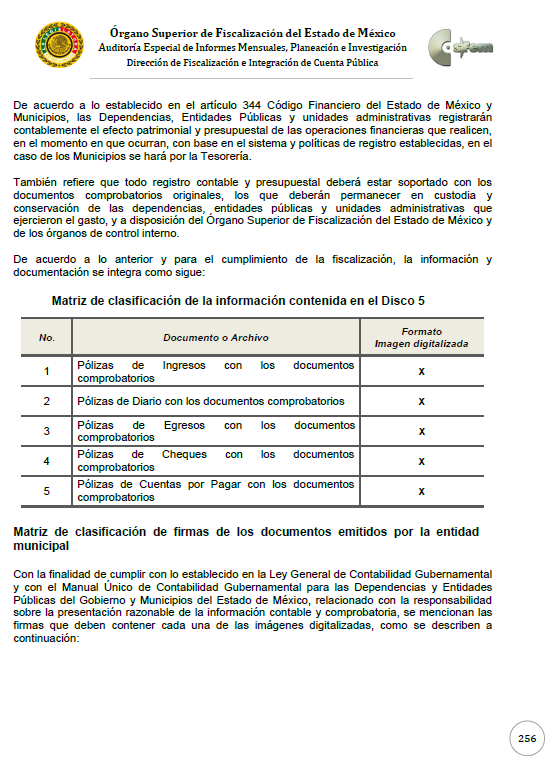 Órgano Superior de Fiscalización del Estado de México
Auditoría Especial de Informes Mensuales, Planeación e Investigación
Dirección de Fiscalización e Integración de Cuenta Pública
osfem
De acuerdo a lo establecido en el artículo 344 Código Financiero del Estado de México y
Municipios, las Dependencias, Entidades Públicas y unidades administrativas registrarán
contablemente el efecto patrimonial y presupuestal de las operaciones financieras que realicen,
en el momento en que ocurran, con base en el sistema y políticas de registro establecidas, en el
caso de los Municipios se hará por la Tesorería.
También refiere que todo registro contable y presupuestal deberá estar soportado con los
documentos comprobatorios originales, los que deberán permanecer en custodia y
conservación de las dependencias, entidades públicas y unidades administrativas que
ejercieron el gasto, y a disposición del Órgano Superior de Fiscalización del Estado de México y
de los órganos de control interno.
De acuerdo a lo anterior y para el cumplimiento de la fiscalización, la información y
documentación se integra como sigue:
Matriz de clasificación de la información contenida en el Disco 5
No. Documento o Archivo Formato
Imagen digitalizada
1 Pólizas de Ingresos con los documentos
comprobatorios X
2 Pólizas de Diario con los documentos comprobatorios X
3 Pólizas de Egresos con los documentos
comprobatorios X
4 Pólizas de Cheques con los documentos
comprobatorios X
5 Pólizas de Cuentas por Pagar con los documentos
comprobatorios X
Matriz de clasificación de firmas de los documentos emitidos por la entidad
municipal
Con la finalidad de cumplir con lo establecido en la Ley General de Contabilidad Gubernamental
y con el Manual Único de Contabilidad Gubernamental para las Dependencias y Entidades
Públicas del Gobierno y Municipios del Estado de México, relacionado con la responsabilidad
sobre la presentación razonable de la información contable y comprobatoria, se mencionan las
firmas que deben contener cada una de las imágenes digitalizadas, como se describen a
continuación:
256